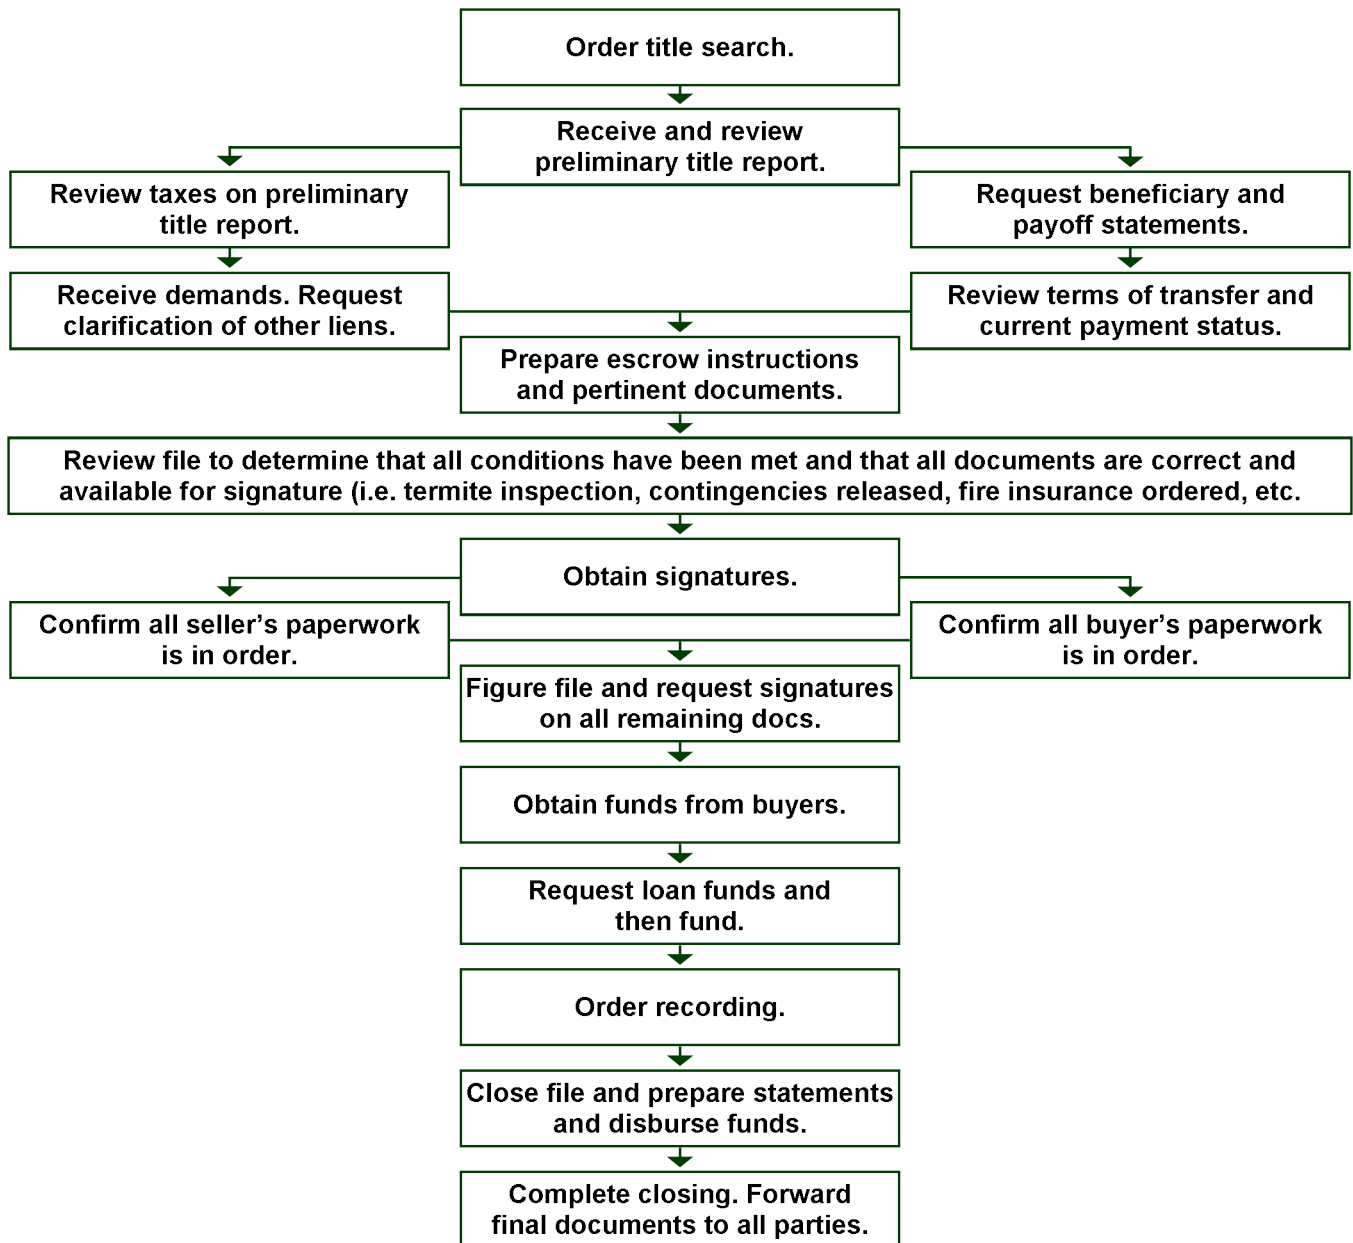 Order title search.
Receive and review
preliminary title report.
Review taxes on preliminary
title report.
Request beneficiary and
payoff statements.
Receive demands. Request
clarification of other liens.
Review terms of transfer and
current payment status.
Prepare escrow instructions
and pertinent documents.
Review file to determine that all conditions have been met and that all documents are correct and
available for signature (i.e. termite inspection, contingencies released, fire insurance ordered, etc.
Obtain signatures.
Confirm all seller’s paperwork
is in order.
Confirm all buyer’s paperwork
is in order.
Figure file and request signatures
on all remaining docs.
Obtain funds from buyers.
Request loan funds and
then fund.
Order recording.
Close file and prepare statements
and disburse funds.
Complete closing. Forward
final documents to all parties.